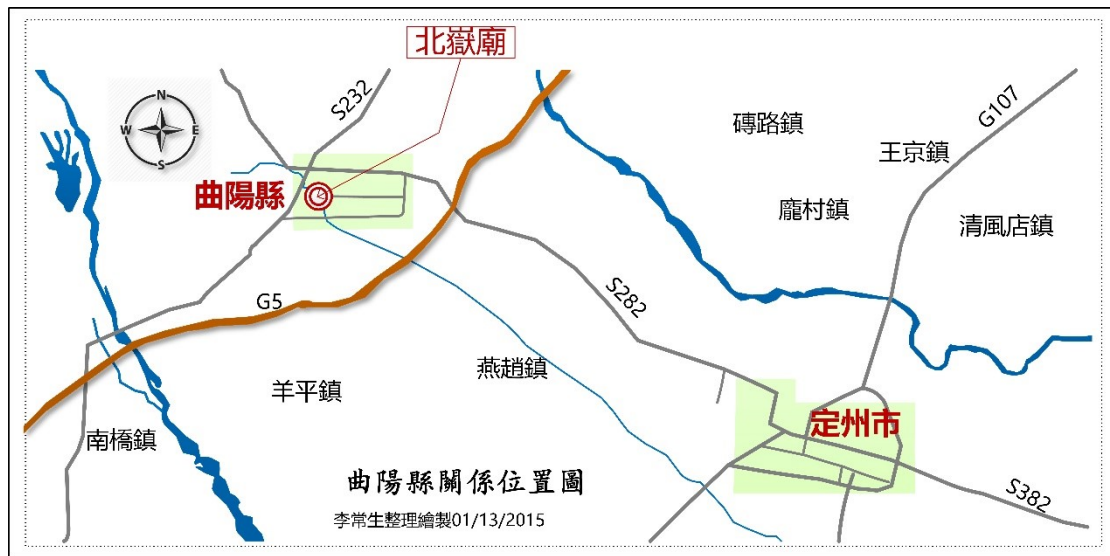 北嶽廟
N
W
E
S
S232
G107
磚路鎮
王京鎮
曲陽縣
龐村鎮
清風店鎮
G5
S282
燕趙鎮
羊平鎮
定州市
南橋鎮
曲陽縣關係位置圖
S382
李常生整理繪製01/13/2015